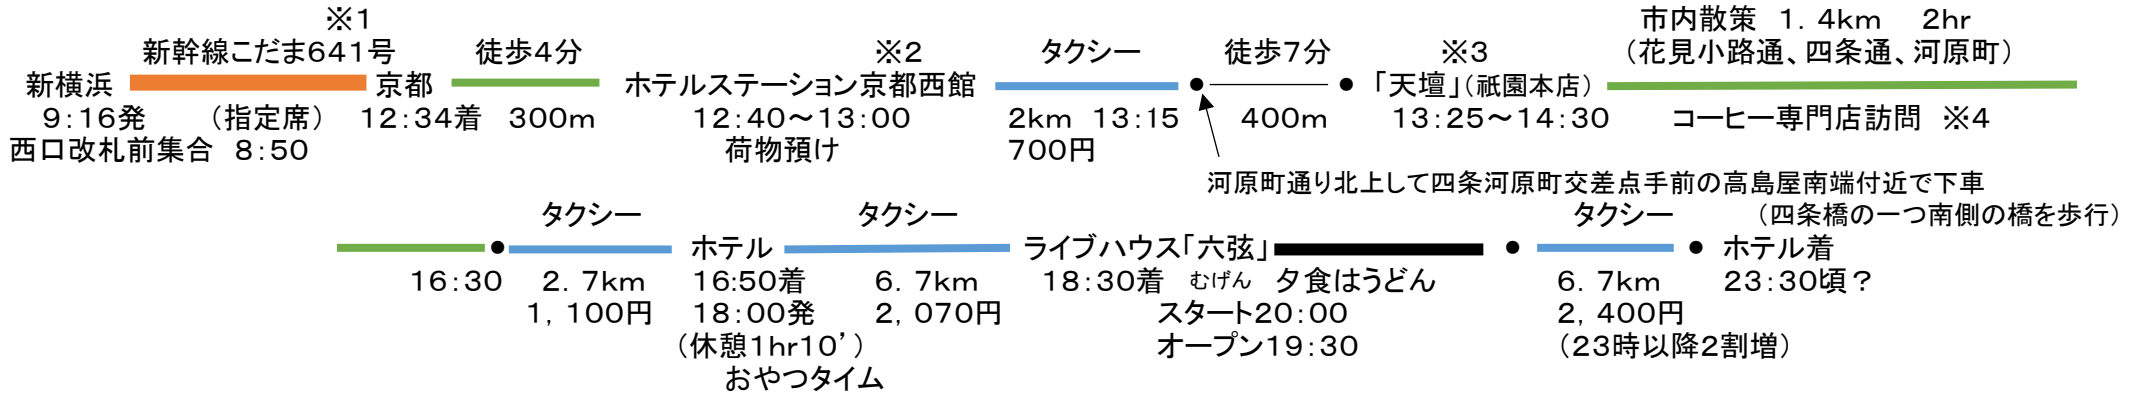 ※1
新幹線こだま641号 徒歩4分 ※2 タクシー 徒歩7分 ※3 市内散策 1.4km 2hr
(花見小路通、四条通、河原町)
新横浜 京都 ホテルステーション京都西館 ● ● 「天壇」(祇園本店)
9:16発 (指定席) 12:34着 300m 12:40~13:00 2km 13:15 400m 13:25~14:30 コーヒー専門店訪問 ※4
西口改札前集合 8:50 荷物預け 700円
河原町通り北上して四条河原町交差点手前の高島屋南端付近で下車
(四条橋の一つ南側の橋を歩行)
タクシー タクシー タクシー
● ホテル ライブハウス「六弦」 ● ● ホテル着
16:30 2.7km 16:50着 6.7km 18:30着 むげん 夕食はうどん 6.7km 23:30頃?
1,100円 18:00発 2,070円 スタート20:00 2,400円
(休憩1hr10’) オープン19:30 (23時以降2割増)
おやつタイム